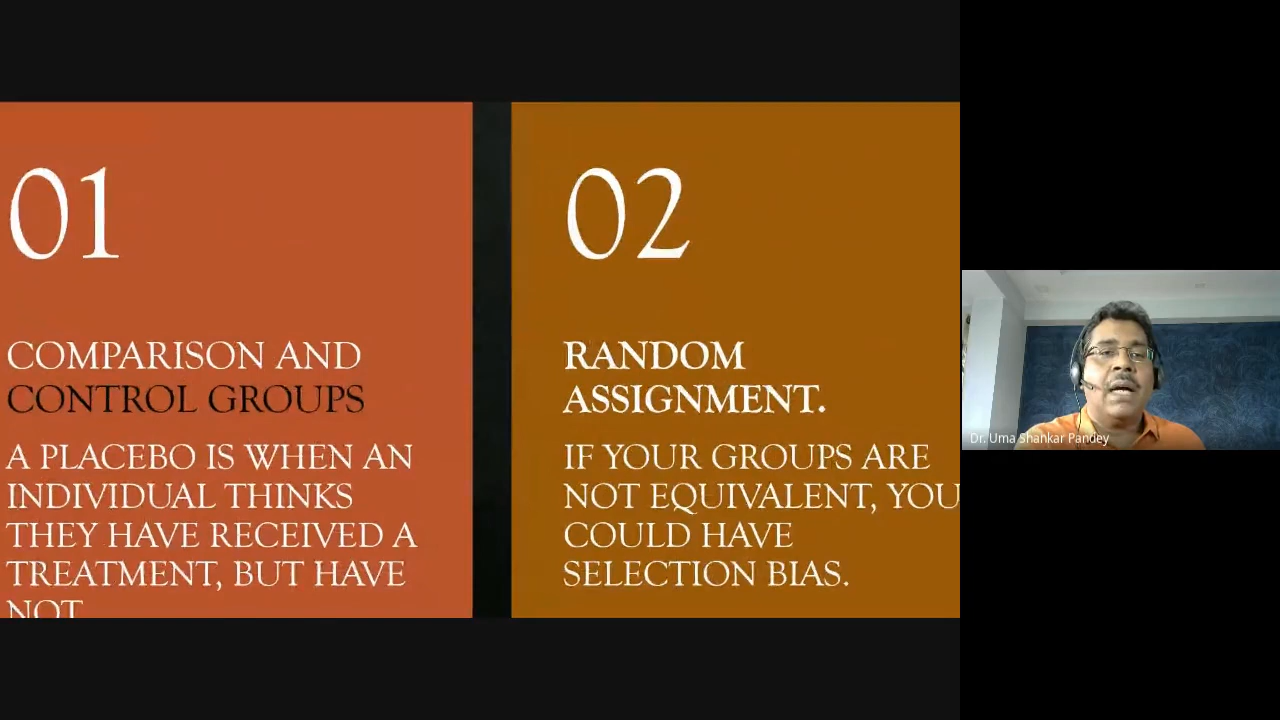 01
COMPARISON AND
CONTROL GROUPS
A PLACEBO IS WHEN AN
INDIVIDUAL THINKS
THEY HAVE RECEIVED A
TREATMENT, BUT HAVE
NOT
02
RANDOM
ASSIGNMENT.
IF YOUR GROUPS ARE
NOT EQUIVALENT, YOU
COULD HAVE
SELECTION BIAS.
Dr. Uma Shankar Pandey